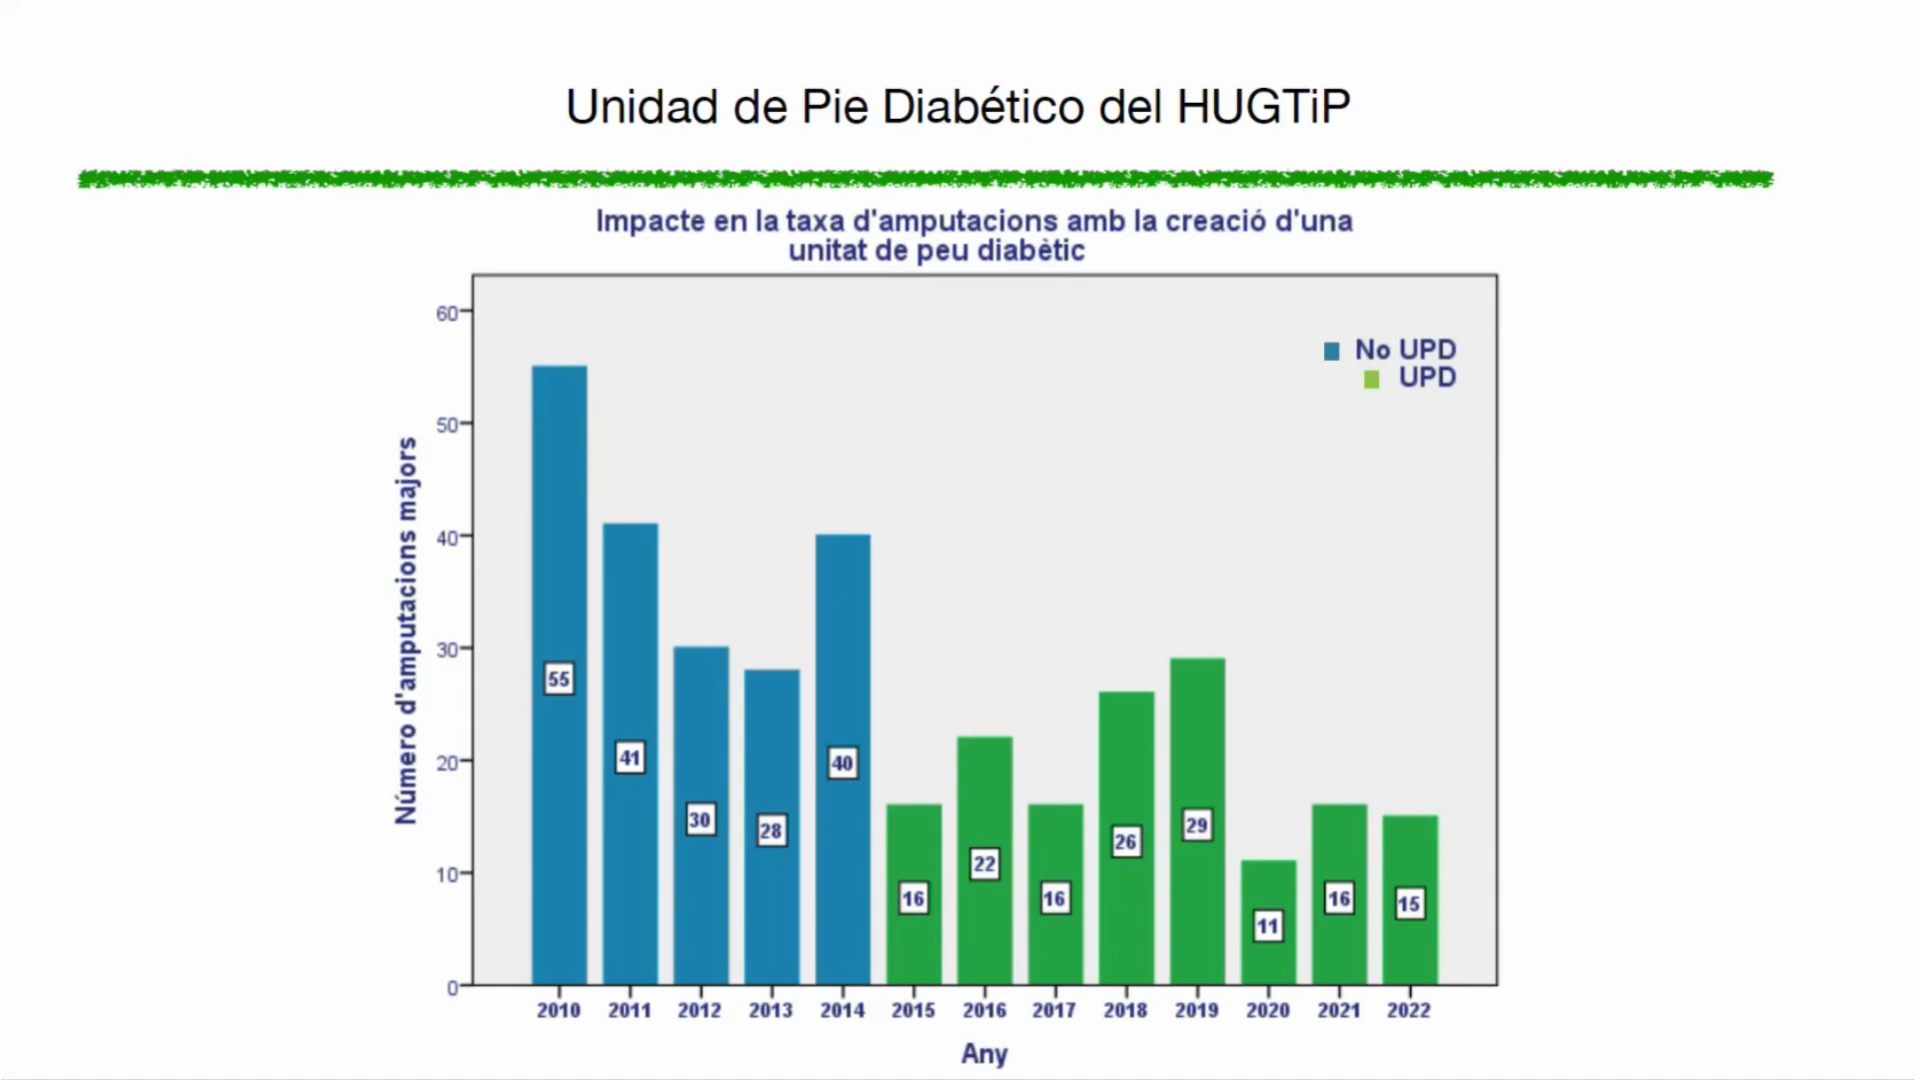 Unidad de Pie Diabético del HUGTiP
Impacte en la taxa d'amputacions amb la creació d'una
unitat de peu diabètic
No UPD
UPD
Número d'amputacions majors
60
50
40
30
20
10
0
55
41
30
28
40
16
22
16
26
29
11
16
15
2010 2011 2012 2013 2014 2015 2016 2017 2018 2019 2020 2021 2022
Any